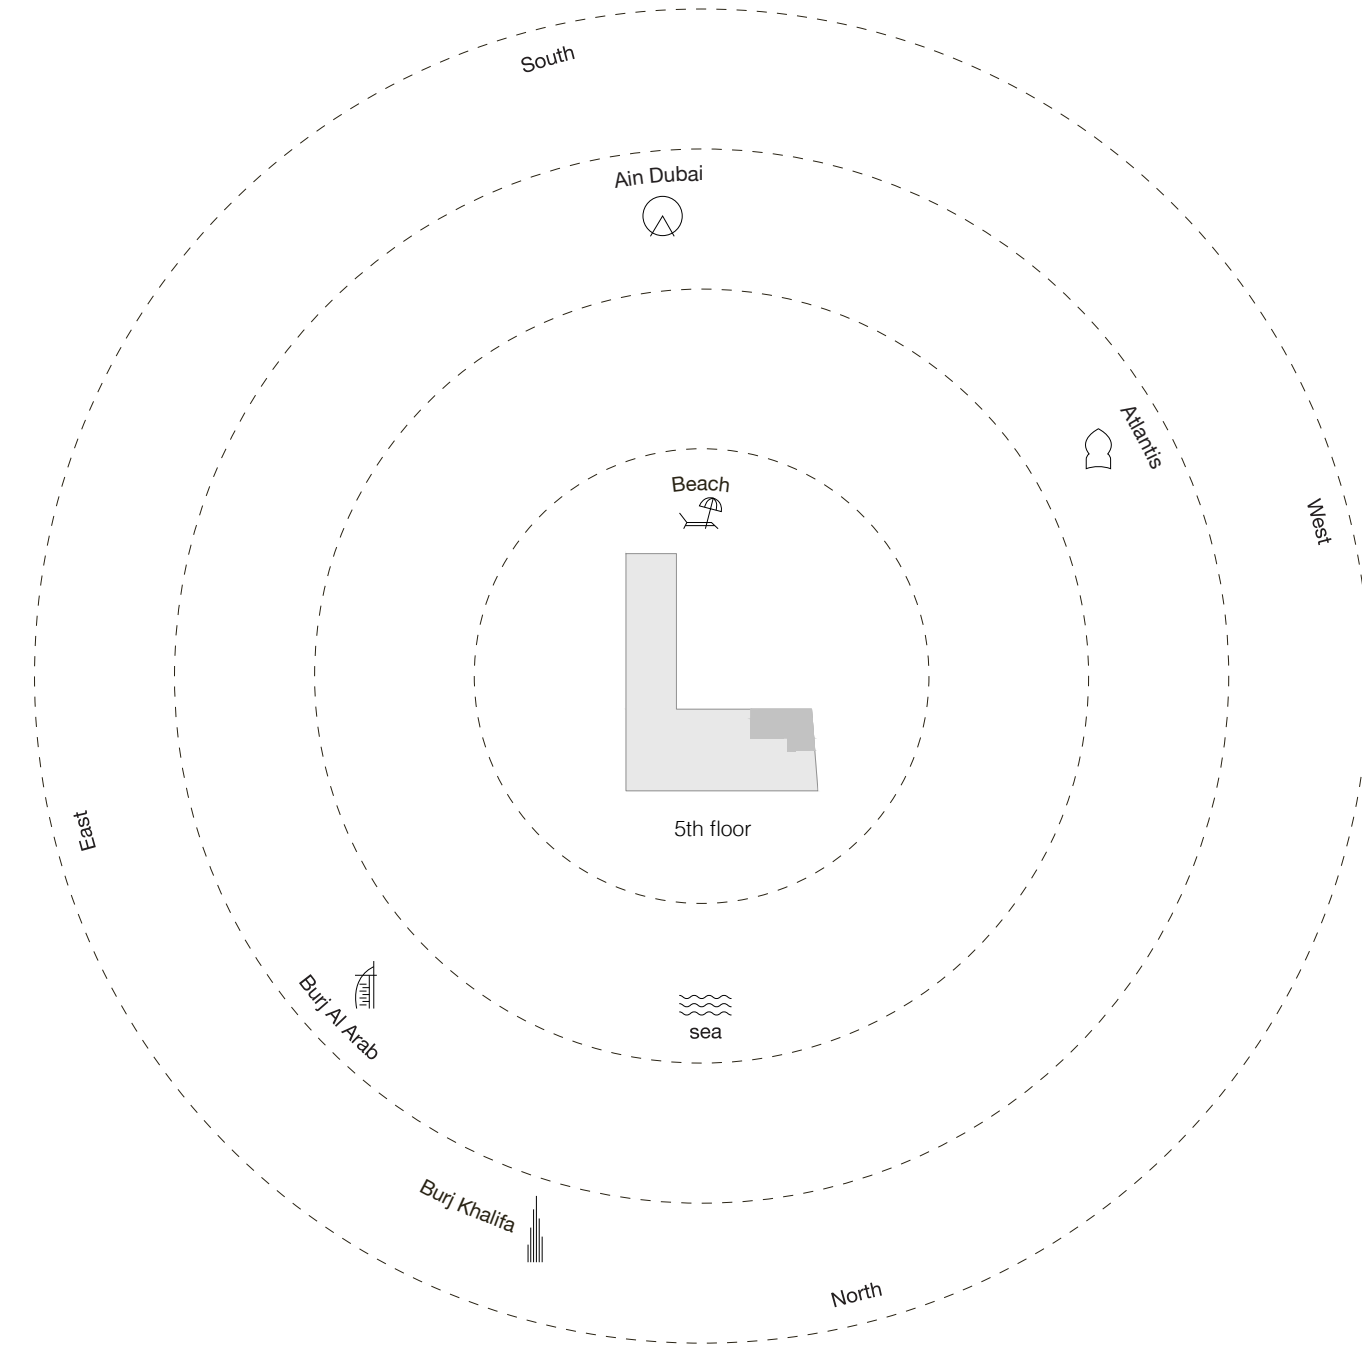 South
Ain Dubai
Atlantis
Beach
West
5th floor
East
Burj Al Arab
sea
Burj Khalifa
North